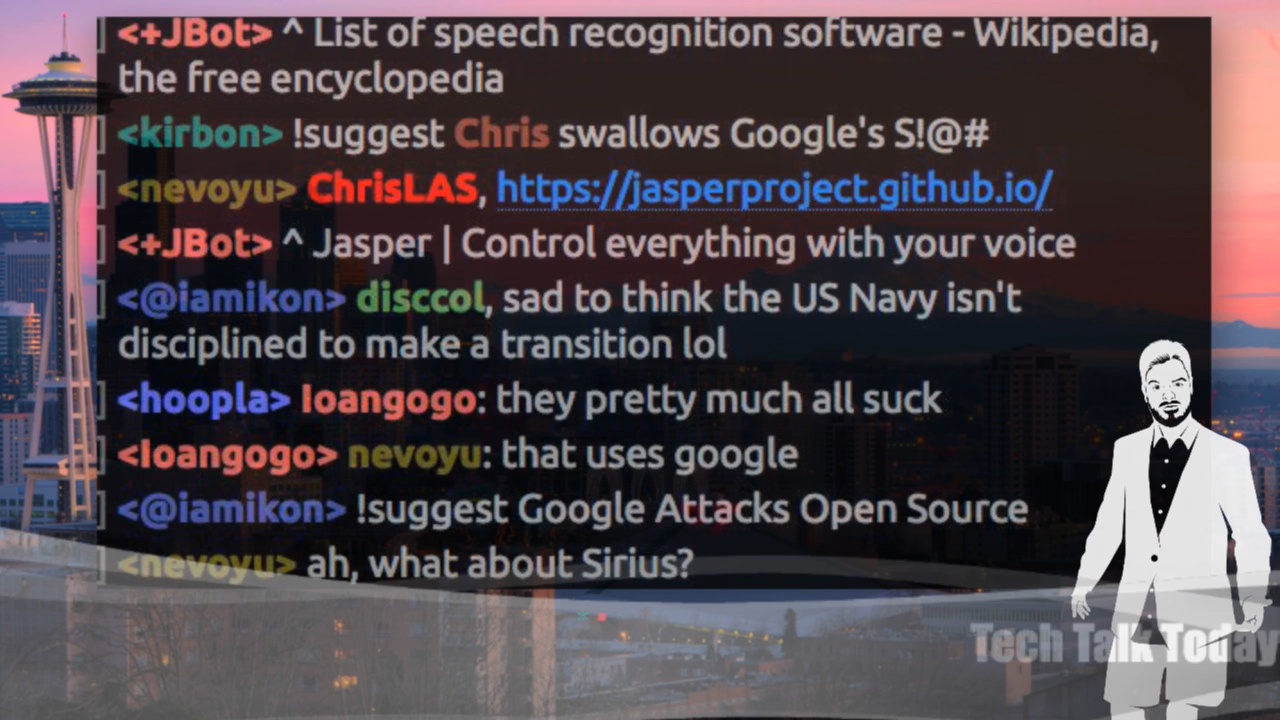 <+JBot> ^ List of speech recognition software - Wikipedia,
the free encyclopedia
<kirbon> !suggest Chris swallows Google's S!@#
<nevoyu> ChrisLAS, https://jasperproject.github.io/
<+JBot> ^ Jasper | Control everything with your voice
<@iamikon> disccol, sad to think the US Navy isn't
disciplined to make a transition lol
<hoopla> Ioangogo: they pretty much all suck
<Ioangogo> nevoyu: that uses google
<@iamikon> !suggest Google Attacks Open Source
<nevoyu> ah, what about Sirius?
Tech Talk Today